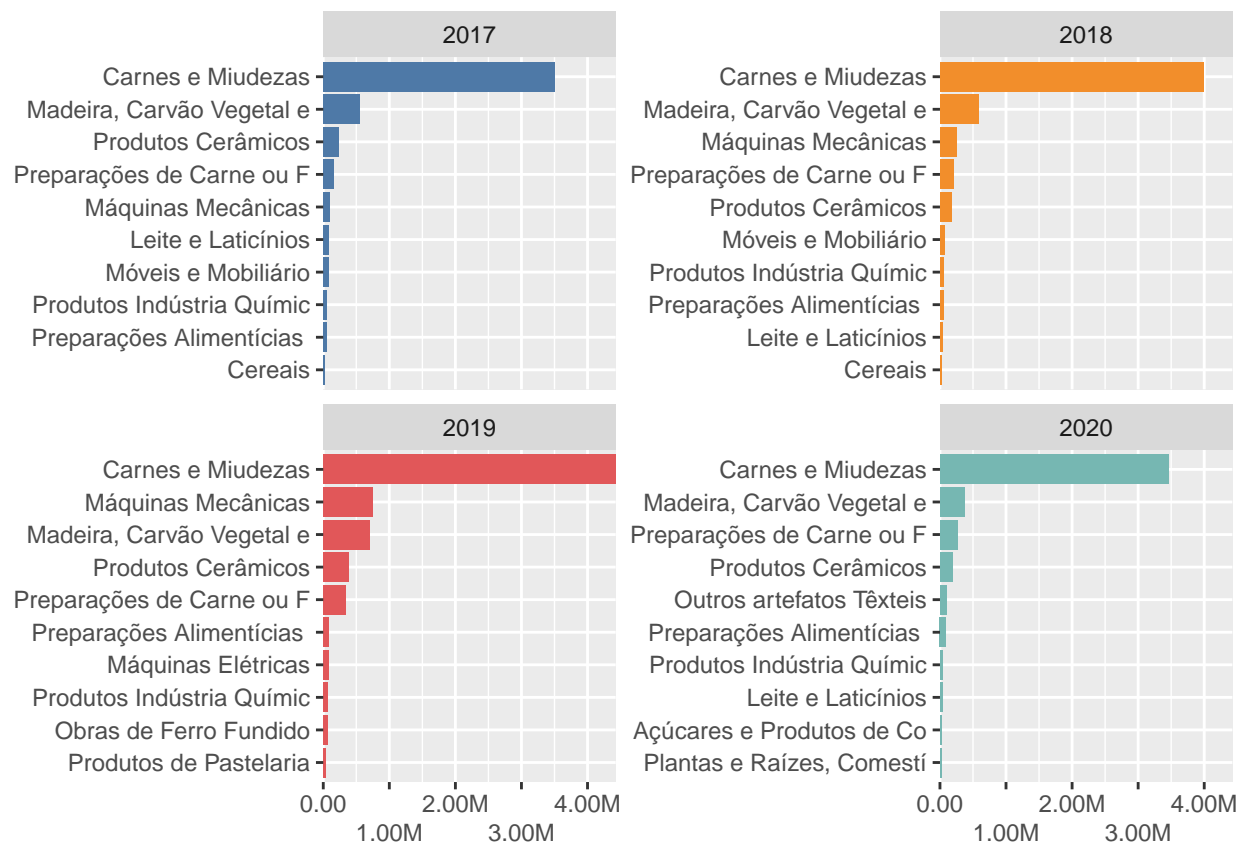 2017
Carnes e Miudezas
Madeira, Carvão Vegetal e
Produtos Cerâmicos
Preparações de Carne ou F
Máquinas Mecânicas
Leite e Laticínios
Móveis e Mobiliário
Produtos Indústria Químic
Preparações Alimentícias
Cereais
2018
Carnes e Miudezas
Madeira, Carvão Vegetal e
Máquinas Mecânicas
Preparações de Carne ou F
Produtos Cerâmicos
Móveis e Mobiliário
Produtos Indústria Químic
Preparações Alimentícias
Leite e Laticínios
Cereais
2019
Carnes e Miudezas
Máquinas Mecânicas
Madeira, Carvão Vegetal e
Produtos Cerâmicos
Preparações de Carne ou F
Preparações Alimentícias
Máquinas Elétricas
Produtos Indústria Químic
Obras de Ferro Fundido
Produtos de Pastelaria
0.00 2.00M 4.00M
1.00M 3.00M
2020
Carnes e Miudezas
Madeira, Carvão Vegetal e
Preparações de Carne ou F
Produtos Cerâmicos
Outros artefatos Têxteis
Preparações Alimentícias
Produtos Indústria Químic
Leite e Laticínios
Açúcares e Produtos de Co
Plantas e Raízes, Comestí
0.00 2.00M 4.00M
1.00M 3.00M